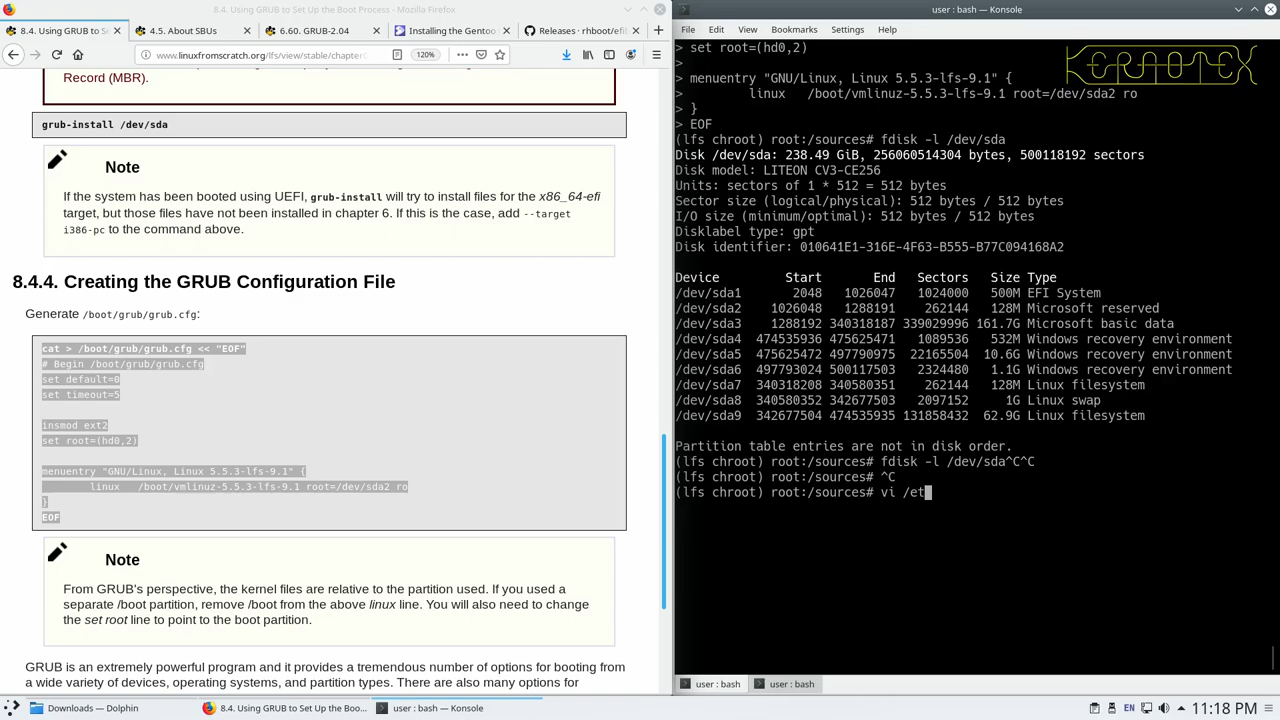 8.4. Using GRUB to Set Up the Boot Process - Mozilla Firefox
8.4. Using GRUB to S
4.5. About SBUs
6.60. GRUB-2.04
Installing the Gentoo
Releases · rhboot/efi
www.linuxfromscratch.org/lfs/view/stable/chapter
120%
Record (MBR).
grub-install /dev/sda
Note
If the system has been booted using UEFI, grub-install will try to install files for the x86_64-efi
target, but those files have not been installed in chapter 6. If this is the case, add --target
i386-pc to the command above.
8.4.4. Creating the GRUB Configuration File
Generate /boot/grub/grub.cfg:
cat > /boot/grub/grub.cfg << "EOF"
# Begin /boot/grub/grub.cfg
set default=0
set timeout=5
insmod ext2
set root=(hd0,2)
menuentry "GNU/Linux, Linux 5.5.3-lfs-9.1" {
linux /boot/vmlinuz-5.5.3-lfs-9.1 root=/dev/sda2 ro
}
EOF
Note
From GRUB's perspective, the kernel files are relative to the partition used. If you used a
separate /boot partition, remove /boot from the above linux line. You will also need to change
the set root line to point to the boot partition.
GRUB is an extremely powerful program and it provides a tremendous number of options for booting from
a wide variety of devices, operating systems, and partition types. There are also many options for
user : bash — Konsole
File Edit View Bookmarks Settings Help
KERNOTEX
> set root=(hd0,2)
>
> menuentry "GNU/Linux, Linux 5.5.3-lfs-9.1" {
> linux /boot/vmlinuz-5.5.3-lfs-9.1 root=/dev/sda2 ro
> }
> EOF
(lfs chroot) root:/sources# fdisk -l /dev/sda
Disk /dev/sda: 238.49 GiB, 256060514304 bytes, 500118192 sectors
Disk model: LITEON CV3-CE256
Units: sectors of 1 * 512 = 512 bytes
Sector size (logical/physical): 512 bytes / 512 bytes
I/O size (minimum/optimal): 512 bytes / 512 bytes
Disklabel type: gpt
Disk identifier: 010641E1-316E-4F63-B555-B77C094168A2
Device Start End Sectors Size Type
/dev/sda1 2048 1026047 1024000 500M EFI System
/dev/sda2 1026048 1288191 262144 128M Microsoft reserved
/dev/sda3 1288192 340318187 339029996 161.7G Microsoft basic data
/dev/sda4 474535936 475625471 1089536 532M Windows recovery environment
/dev/sda5 475625472 497790975 22165504 10.6G Windows recovery environment
/dev/sda6 497793024 500117503 2324480 1.1G Windows recovery environment
/dev/sda7 340318208 340580351 262144 128M Linux filesystem
/dev/sda8 340580352 342677503 2097152 1G Linux swap
/dev/sda9 342677504 474535935 131858432 62.9G Linux filesystem
Partition table entries are not in disk order.
(lfs chroot) root:/sources# fdisk -l /dev/sda^C^C
(lfs chroot) root:/sources# ^C
(lfs chroot) root:/sources# vi /et
user : bash
user : bash
Downloads — Dolphin
8.4. Using GRUB to Set Up the Boo...
user : bash — Konsole
EN
11:18 PM